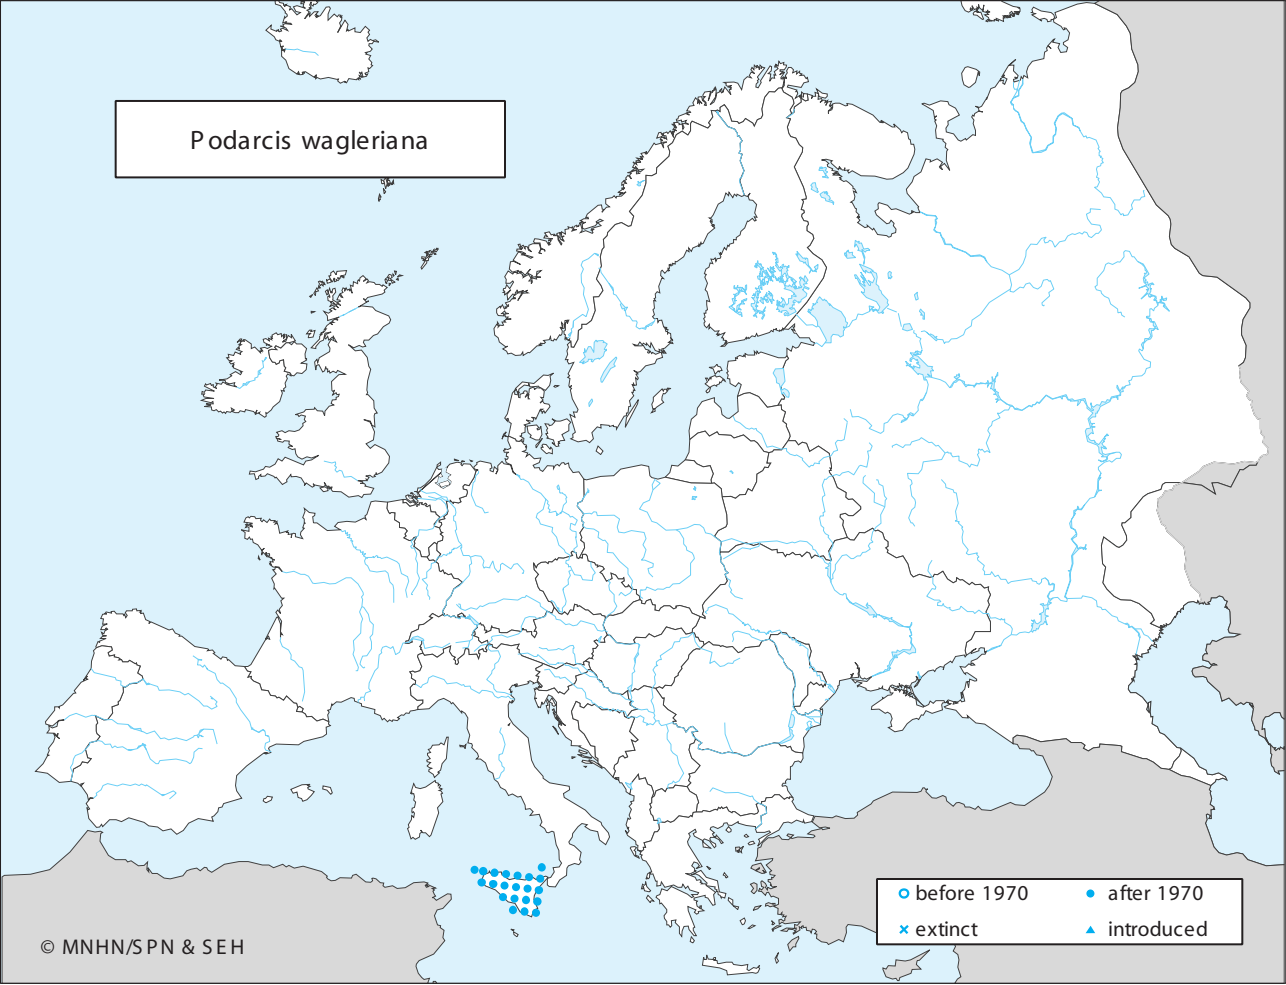 Podarcis wagleriana
before 1970
after 1970
extinct
introduced
© MNHN/SPN & SEH